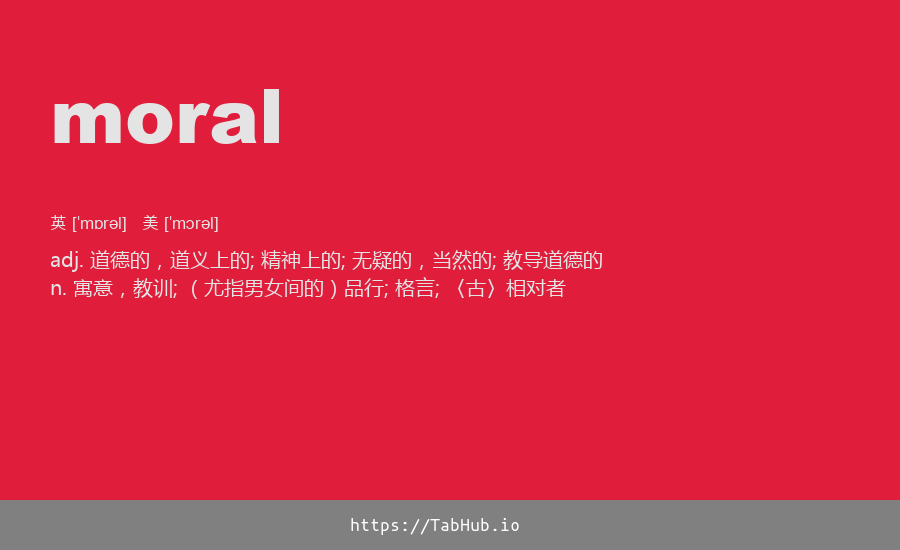 moral
英 [ˈmɒrəl] 美 [ˈmɔrəl]
adj. 道德的，道义上的; 精神上的; 无疑的，当然的; 教导道德的
n. 寓意，教训; （尤指男女间的）品行; 格言; 〈古〉相对者
https://TabHub.io